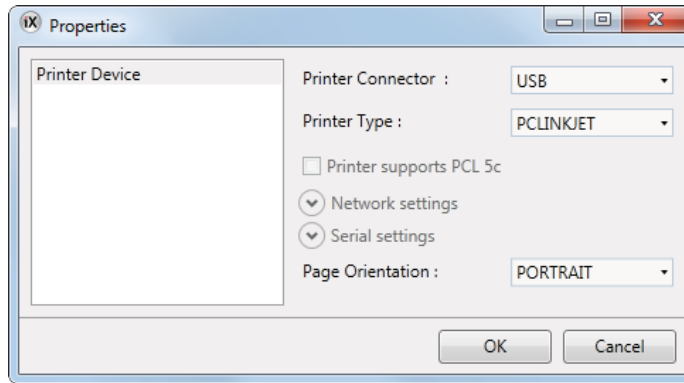 iX Properties
Printer Device
Printer Connector :
USB
Printer Type :
PCLINKJET
Printer supports PCL 5c
Network settings
Serial settings
Page Orientation :
PORTRAIT
OK
Cancel